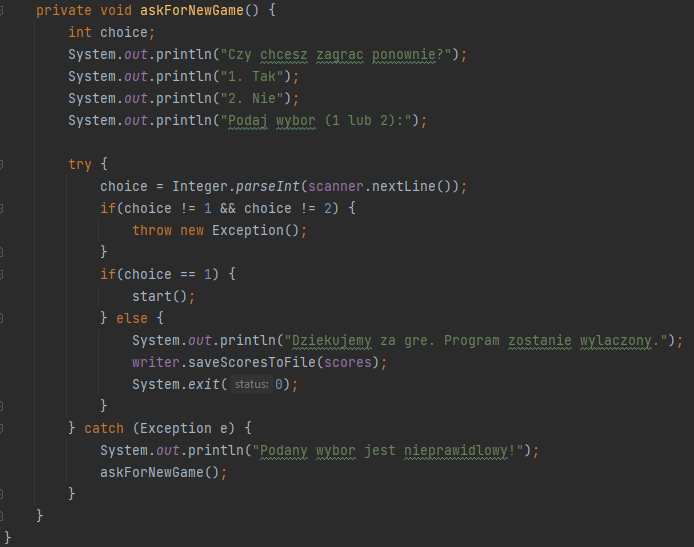 private void askForNewGame() {
int choice;
System.out.println("Czy chcesz zagrac ponownie?");
System.out.println("1. Tak");
System.out.println("2. Nie");
System.out.println("Podaj wybor (1 lub 2):");
try {
choice = Integer.parseInt(scanner.nextLine());
if(choice != 1 && choice != 2) {
throw new Exception();
}
if(choice == 1) {
start();
} else {
System.out.println("Dziekujemy za gre. Program zostanie wylaczony.");
writer.saveScoresToFile(scores);
System.exit( status: 0);
}
} catch (Exception e) {
System.out.println("Podany wybor jest nieprawidlowy!");
askForNewGame();
}
}
}